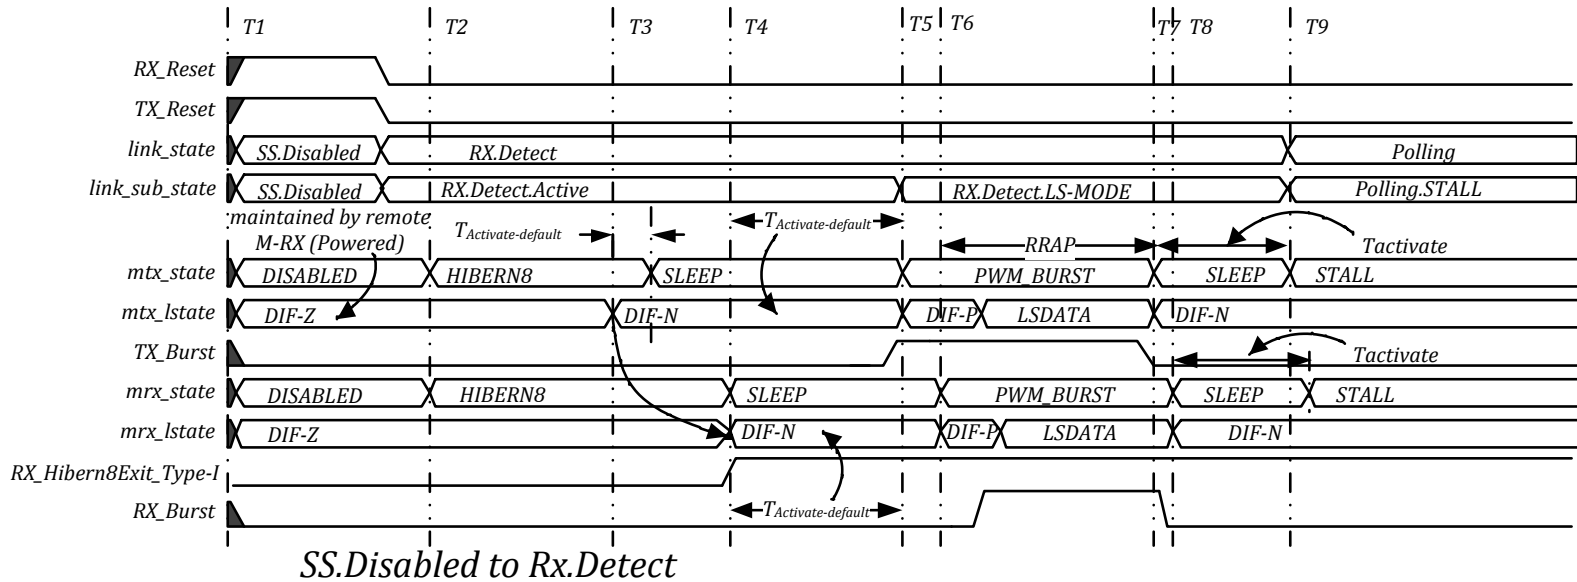 T1 T2 T3 T4 T5 T6 T7 T8 T9
RX_Reset
TX_Reset
link_state SS.Disabled RX.Detect Polling
link_sub_state SS.Disabled RX.Detect.Active RX.Detect.LS-MODE Polling.STALL
maintained by remote
M-RX (Powered) TActivate-default TActivate-default RRAP Tactivate
mtx_state DISABLED HIBERN8 SLEEP PWM_BURST SLEEP STALL
mtx_lstate DIF-Z DIF-N DIF-P LSDATA DIF-N
TX_Burst Tactivate
mrx_state DISABLED HIBERN8 SLEEP PWM_BURST SLEEP STALL
mrx_lstate DIF-Z DIF-N DIF-P LSDATA DIF-N
RX_Hibern8Exit_Type-I
RX_Burst TActivate-default
SS.Disabled to Rx.Detect